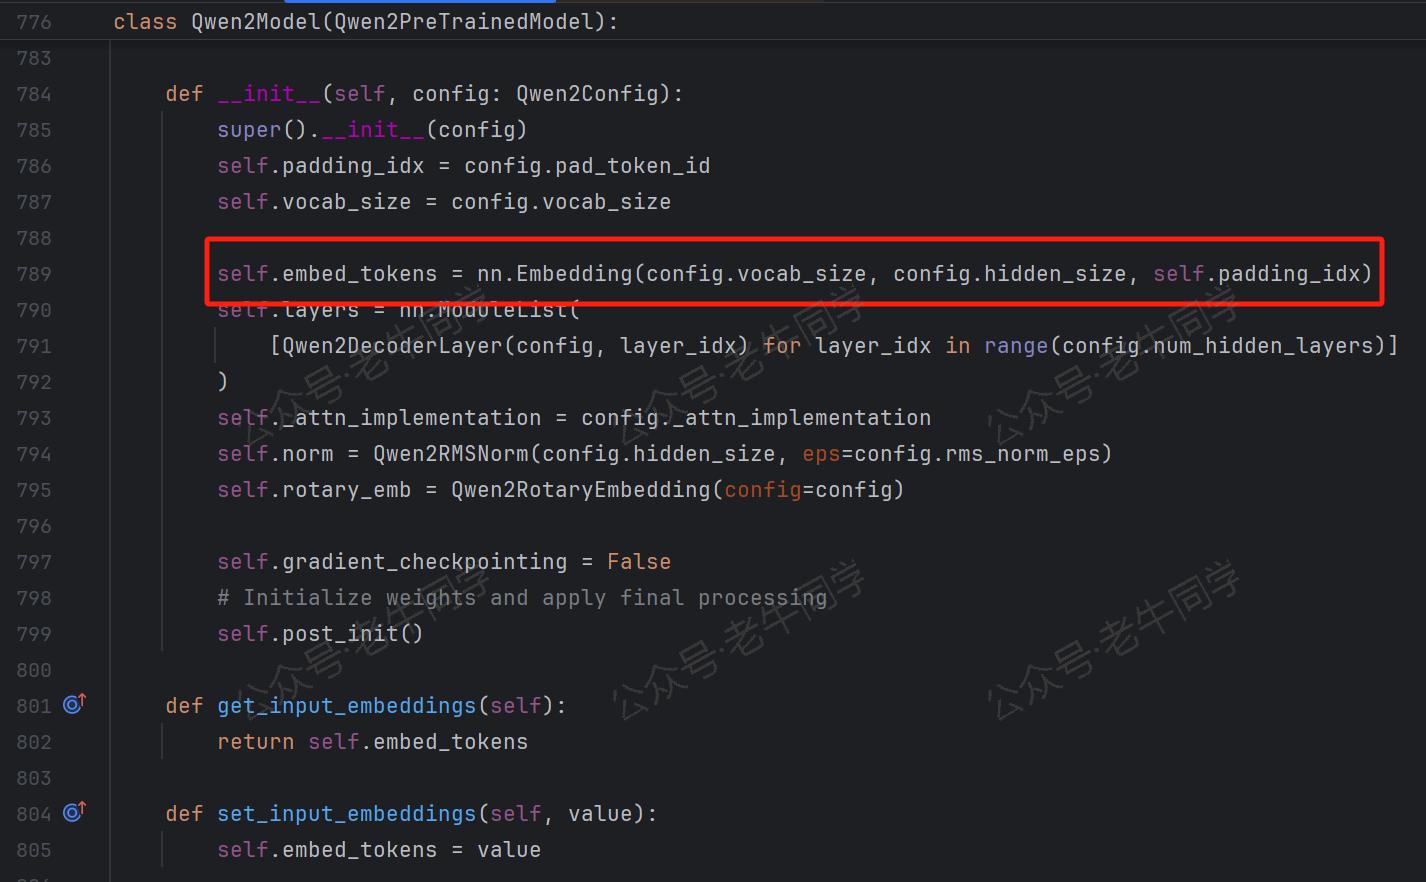 776 class Qwen2Model(Qwen2PreTrainedModel):
783
784 def __init__(self, config: Qwen2Config):
785 super().__init__(config)
786 self.padding_idx = config.pad_token_id
787 self.vocab_size = config.vocab_size
788
789 self.embed_tokens = nn.Embedding(config.vocab_size, config.hidden_size, self.padding_idx)
790 self.layers = nn.ModuleList(
791 [Qwen2DecoderLayer(config, layer_idx) for layer_idx in range(config.num_hidden_layers)]
792 )
793 self._attn_implementation = config._attn_implementation
794 self.norm = Qwen2RMSNorm(config.hidden_size, eps=config.rms_norm_eps)
795 self.rotary_emb = Qwen2RotaryEmbedding(config=config)
796
797 self.gradient_checkpointing = False
798 # Initialize weights and apply final processing
799 self.post_init()
800
801 def get_input_embeddings(self):
802 return self.embed_tokens
803
804 def set_input_embeddings(self, value):
805 self.embed_tokens = value
公众号·老牛同学
公众号·老牛同学
公众号·老牛同学
公众号·老牛同学
公众号·老牛同学
公众号·老牛同学